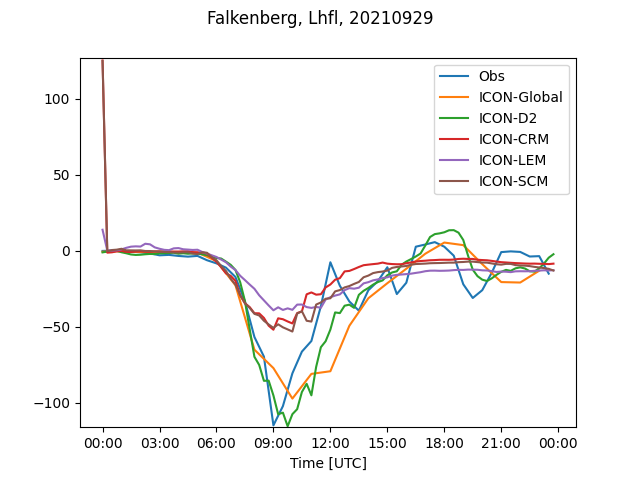 Falkenberg, Lhfl, 20210929
Obs
ICON-Global
ICON-D2
ICON-CRM
ICON-LEM
ICON-SCM
100
50
0
−50
−100
00:00 03:00 06:00 09:00 12:00 15:00 18:00 21:00 00:00
Time [UTC]